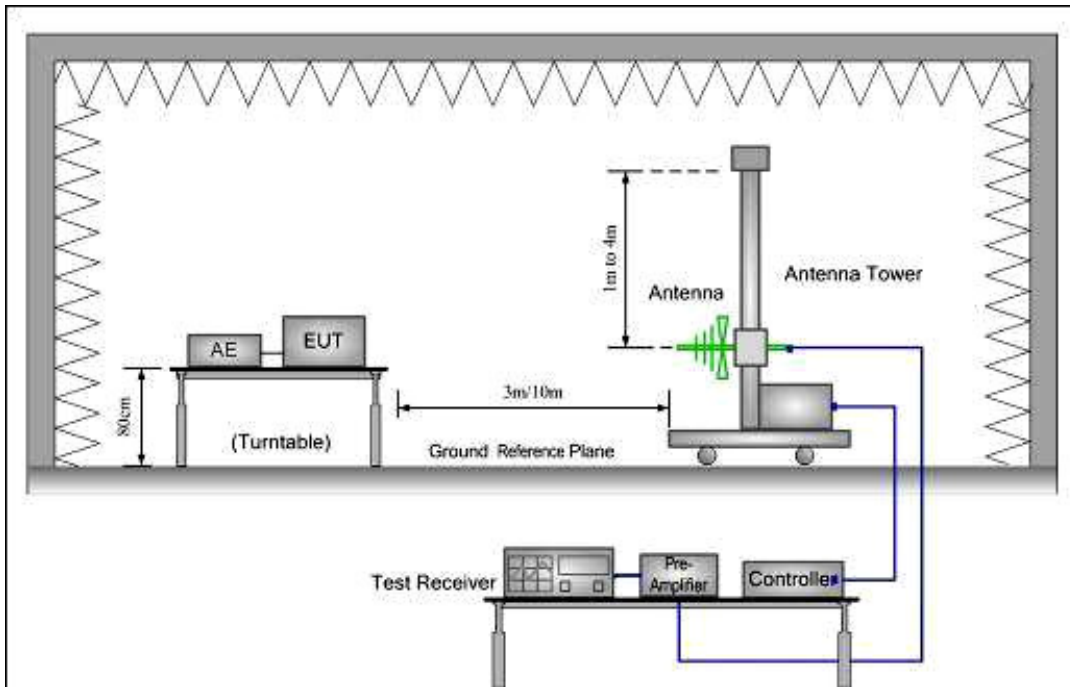 1m to 4m
Antenna Tower
Antenna
AE
EUT
3m/10m
80cm
(Turntable)
Ground Reference Plane
Test Receiver
Pre-
Amplifier
Controller